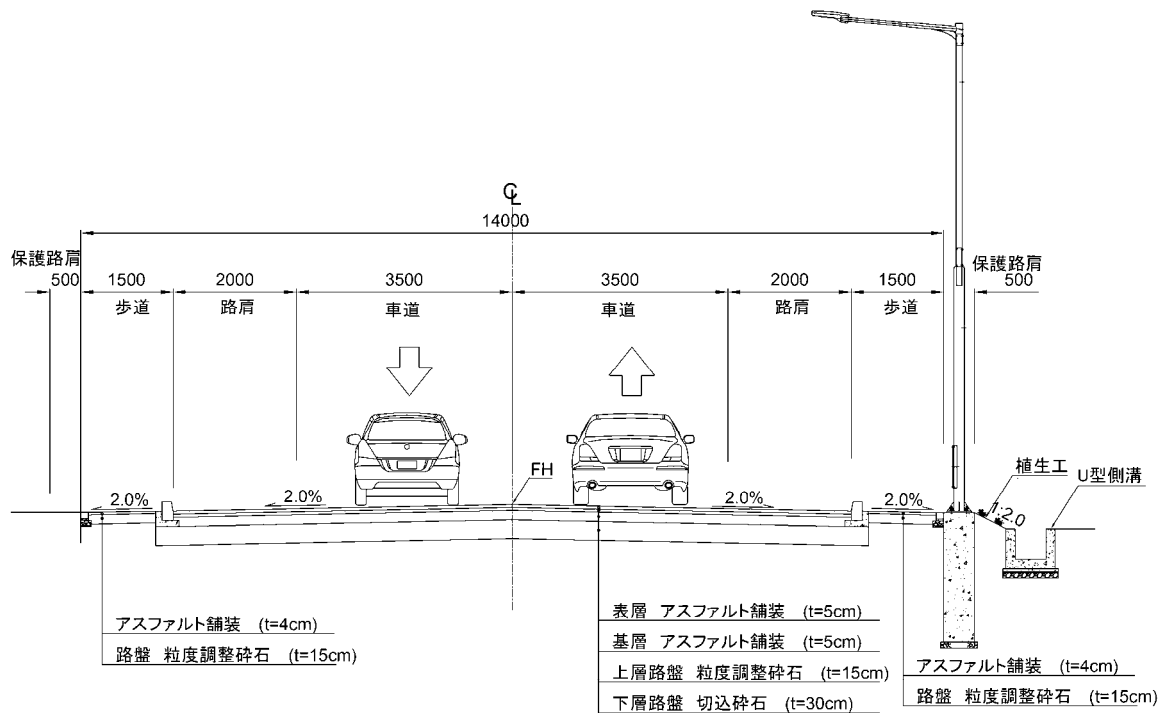 ℄
14000
保護路肩
保護路肩
500 1500 2000 3500 3500 2000 1500 500
歩道 路肩 車道 車道 路肩 歩道
FH
植生工
U型側溝
2.0% 2.0% 2.0% 2.0% 1:2.0
アスファルト舗装 (t=4cm)
路盤 粒度調整砕石 (t=15cm)
表層 アスファルト舗装 (t=5cm)
基層 アスファルト舗装 (t=5cm)
上層路盤 粒度調整砕石 (t=15cm)
下層路盤 切込砕石 (t=30cm)
アスファルト舗装 (t=4cm)
路盤 粒度調整砕石 (t=15cm)